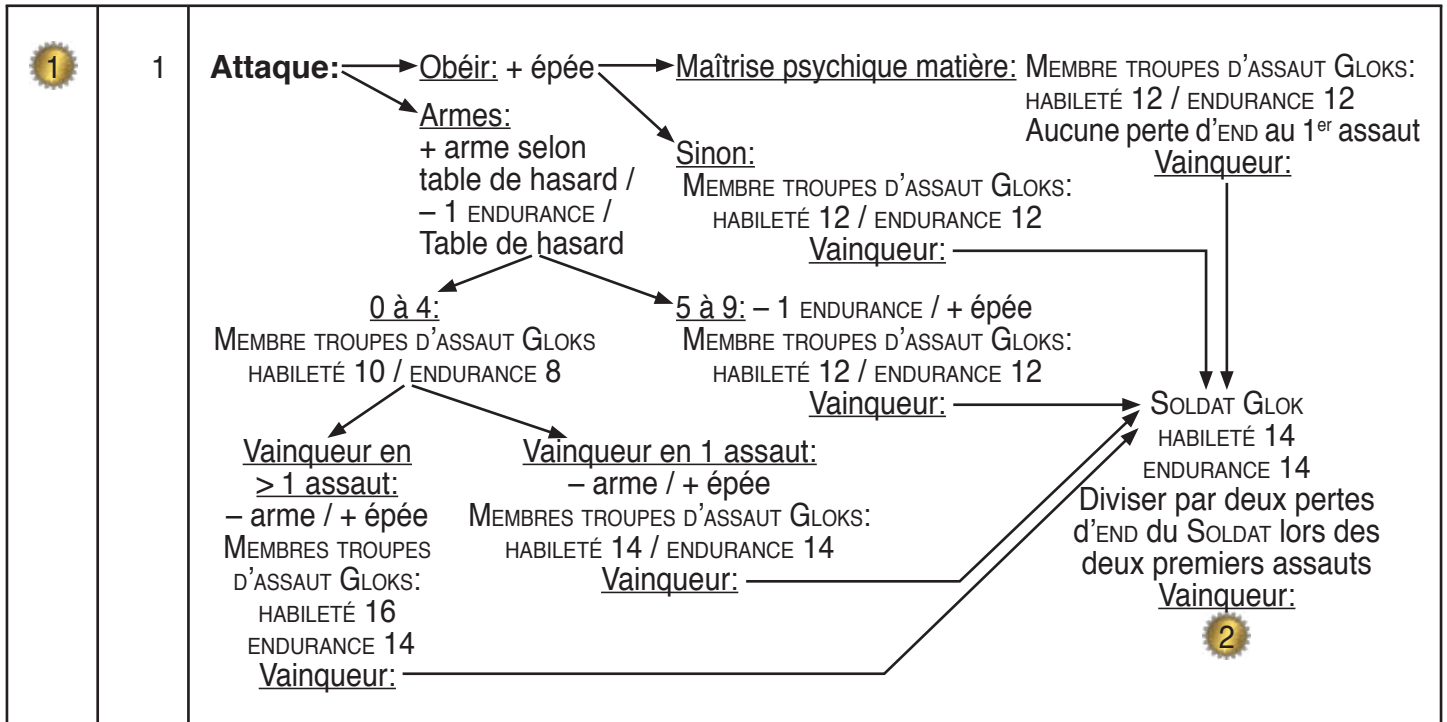 1
1
Attaque:
Obéir: + épée
Maîtrise psychique matière: MEMBRE TROUPES D'ASSAUT GLOKS:
HABILETÉ 12 / ENDURANCE 12
Aucune perte d'END au 1er assaut
Vainqueur:
Armes:
+ arme selon
table de hasard /
– 1 ENDURANCE /
Table de hasard
Sinon:
MEMBRE TROUPES D'ASSAUT GLOKS:
HABILETÉ 12 / ENDURANCE 12
Vainqueur:
0 à 4:
MEMBRE TROUPES D'ASSAUT GLOKS
HABILETÉ 10 / ENDURANCE 8
5 à 9: – 1 ENDURANCE / + épée
MEMBRE TROUPES D'ASSAUT GLOKS:
HABILETÉ 12 / ENDURANCE 12
Vainqueur:
Vainqueur en
> 1 assaut:
– arme / + épée
MEMBRES TROUPES
D'ASSAUT GLOKS:
HABILETÉ 16
ENDURANCE 14
Vainqueur:
Vainqueur en 1 assaut:
– arme / + épée
MEMBRES TROUPES D'ASSAUT GLOKS:
HABILETÉ 14 / ENDURANCE 14
Vainqueur:
SOLDAT GLOK
HABILETÉ 14
ENDURANCE 14
Diviser par deux pertes
d'END du SOLDAT lors des
deux premiers assauts
Vainqueur:
2